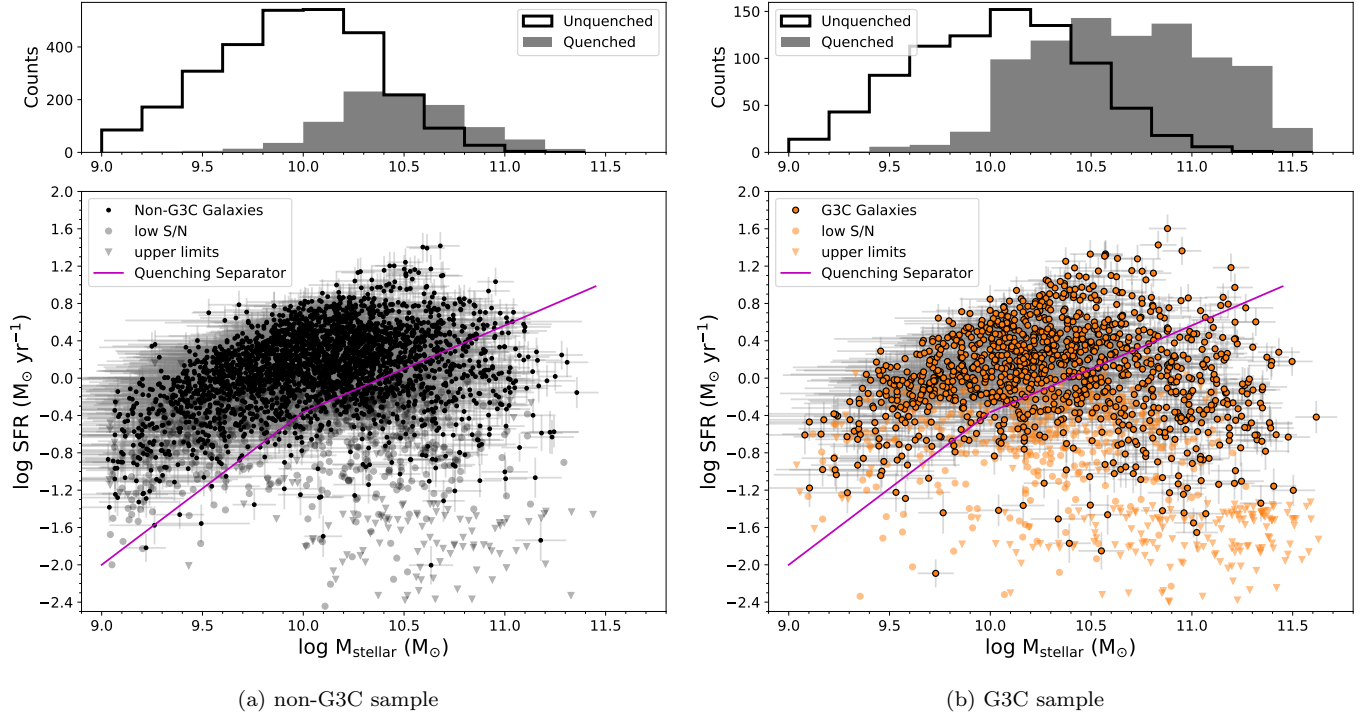 Unquenched
Quenched
Counts
400
200
0
9.0 9.5 10.0 10.5 11.0 11.5
Non-G3C Galaxies
low S/N
upper limits
Quenching Separator
log SFR (M⊙ yr⁻¹)
2.0
1.6
1.2
0.8
0.4
0.0
−0.4
−0.8
−1.2
−1.6
−2.0
−2.4
9.0 9.5 10.0 10.5 11.0 11.5
log Mstellar (M⊙)
(a) non-G3C sample
Unquenched
Quenched
Counts
150
100
50
0
9.0 9.5 10.0 10.5 11.0 11.5
G3C Galaxies
low S/N
upper limits
Quenching Separator
log SFR (M⊙ yr⁻¹)
2.0
1.6
1.2
0.8
0.4
0.0
−0.4
−0.8
−1.2
−1.6
−2.0
−2.4
9.0 9.5 10.0 10.5 11.0 11.5
log Mstellar (M⊙)
(b) G3C sample